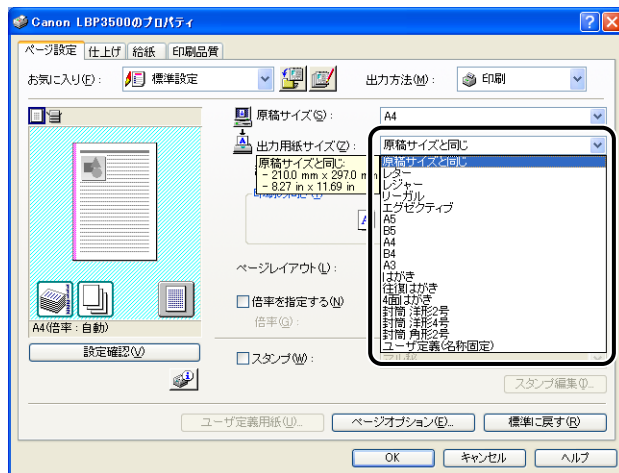 Canon LBP3500のプロパティ
ページ設定 仕上げ 給紙 印刷品質
お気に入り(F)： 標準設定 出力方法(M)： 印刷
原稿サイズ(S)： A4
出力用紙サイズ(Z)： 原稿サイズと同じ
原稿サイズと同じ:
- 210.0 mm x 297.0 mm
- 8.27 in x 11.69 in
原稿サイズと同じ
レター
レジャー
リーガル
エグゼクティブ
A5
B5
A4
B4
A3
はがき
往復はがき
4面はがき
封筒 洋形2号
封筒 洋形4号
封筒 角形2号
ユーザ定義(名称固定)
A
ページレイアウト(L)：
倍率を指定する(N)
倍率(G)：
A4(倍率：自動)
設定確認(V)
スタンプ(W)：
スタンプ編集(I)...
ユーザ定義用紙(U)... ページオプション(E)... 標準に戻す(R)
OK キャンセル ヘルプ